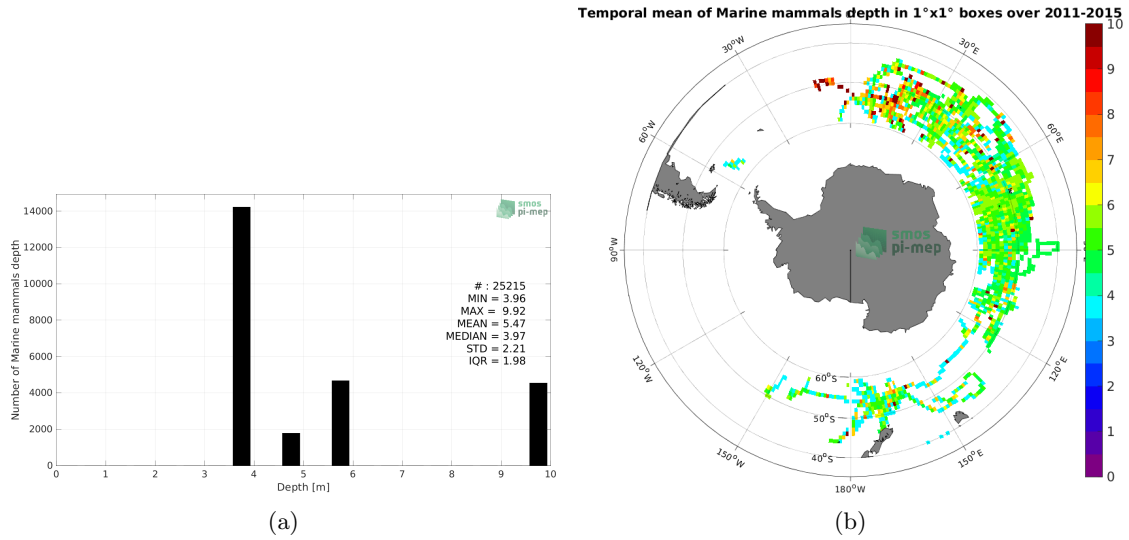 smos
pi-mep
14000
12000
10000
8000
6000
4000
2000
0
Number of Marine mammals depth
# : 25215
MIN = 3.96
MAX = 9.92
MEAN = 5.47
MEDIAN = 3.97
STD = 2.21
IQR = 1.98
0 1 2 3 4 5 6 7 8 9 10
Depth [m]
(a)
Temporal mean of Marine mammals depth in 1°x1° boxes over 2011-2015
30°W
30°E
60°W
60°E
90°W
120°W
120°E
150°W
150°E
180°W
60°S
50°S
40°S
smos
pi-mep
10
9
8
7
6
5
4
3
2
1
0
(b)